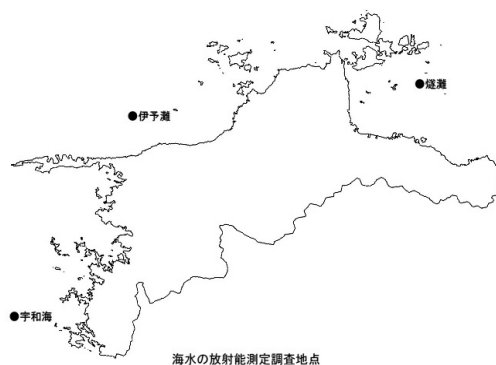 ●燧灘
●伊予灘
●宇和海
海水の放射能測定調査地点